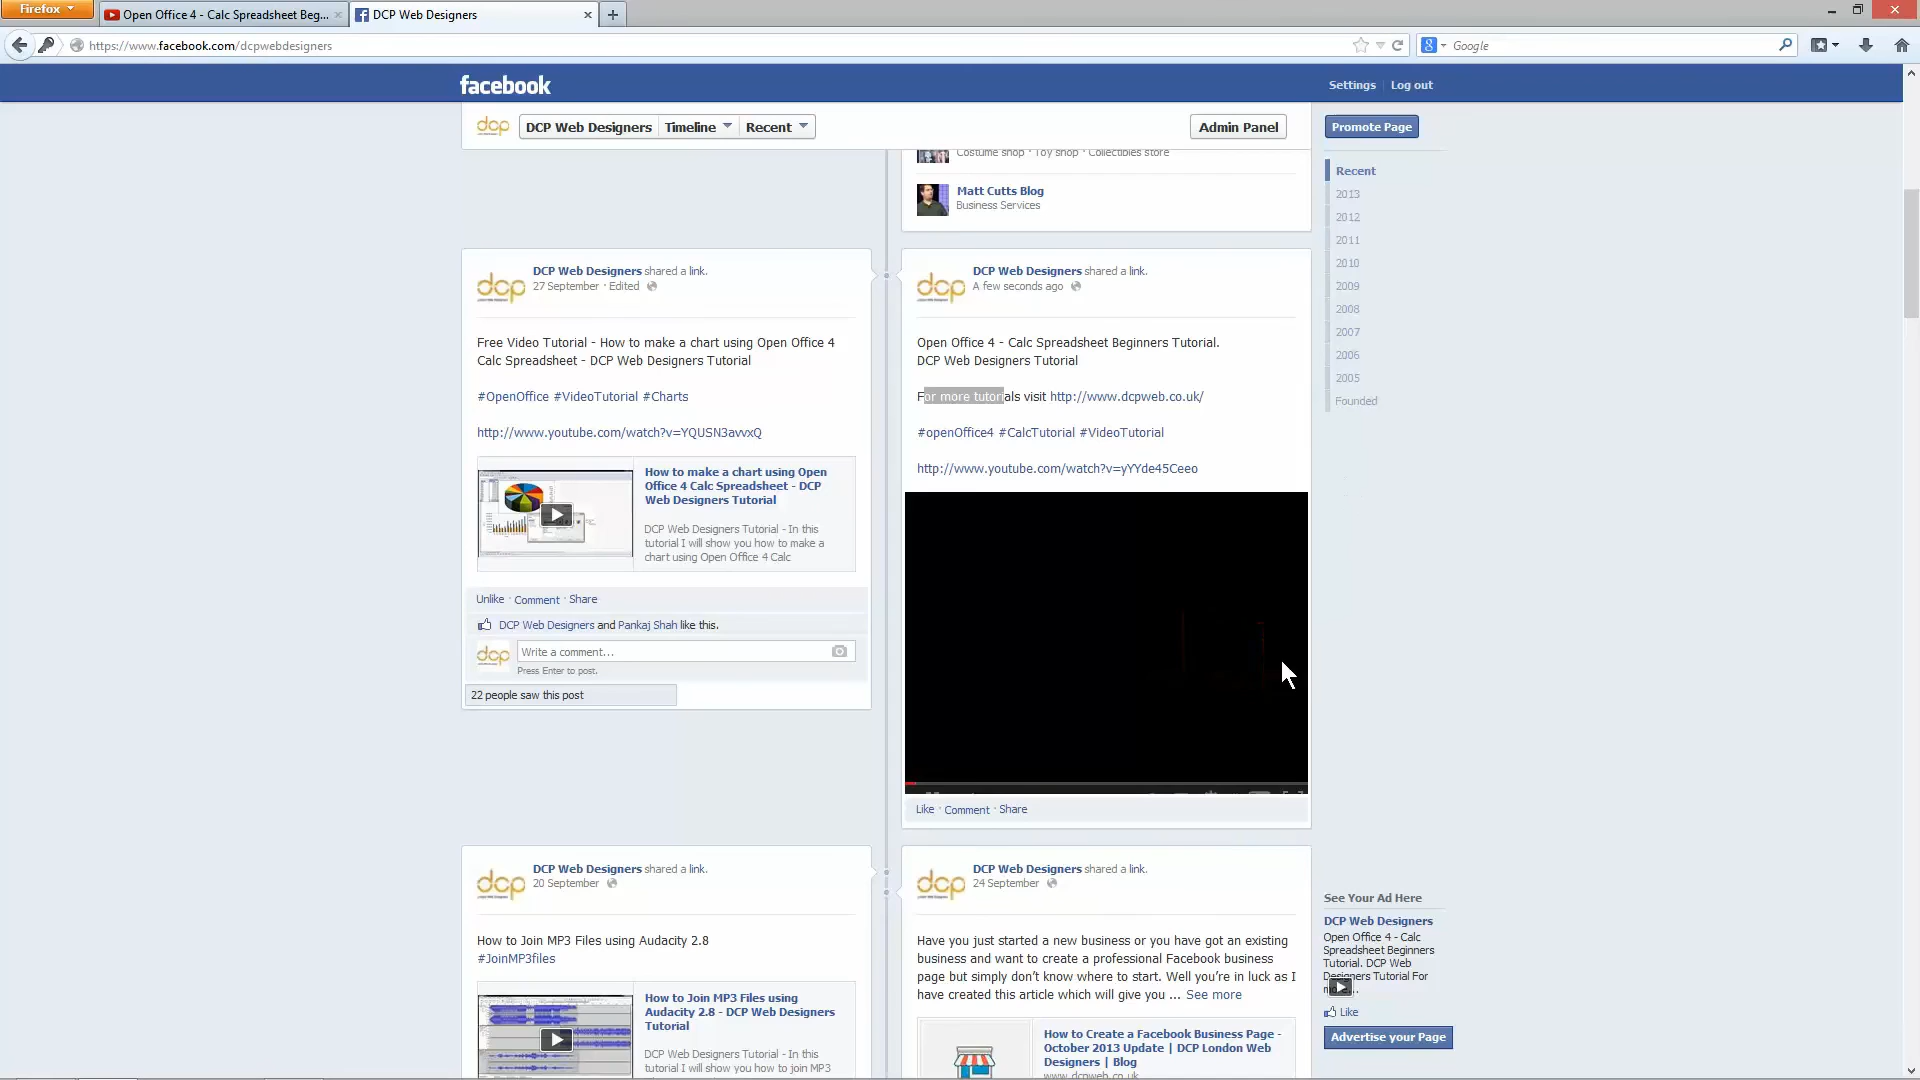 Firefox
Open Office 4 - Calc Spreadsheet Beg...
DCP Web Designers
https://www.facebook.com/dcpwebdesigners
Google
facebook
Settings
Log out
dcp
DCP Web Designers
Timeline
Recent
Admin Panel
Promote Page
Costume shop · Toy shop · Collectibles store
Matt Cutts Blog
Business Services
Recent
2013
2012
2011
2010
2009
2008
2007
2006
2005
Founded
dcp
DCP Web Designers shared a link.
27 September · Edited
Free Video Tutorial - How to make a chart using Open Office 4
Calc Spreadsheet - DCP Web Designers Tutorial
#OpenOffice #VideoTutorial #Charts
http://www.youtube.com/watch?v=YQUSN3avvxQ
How to make a chart using Open
Office 4 Calc Spreadsheet - DCP
Web Designers Tutorial
DCP Web Designers Tutorial - In this
tutorial I will show you how to make a
chart using Open Office 4 Calc
Unlike · Comment · Share
DCP Web Designers and Pankaj Shah like this.
dcp
Write a comment...
Press Enter to post.
22 people saw this post
dcp
DCP Web Designers shared a link.
A few seconds ago
Open Office 4 - Calc Spreadsheet Beginners Tutorial.
DCP Web Designers Tutorial
For more tutorials visit http://www.dcpweb.co.uk/
#openOffice4 #CalcTutorial #VideoTutorial
http://www.youtube.com/watch?v=yYYde45Ceeo
Like · Comment · Share
dcp
DCP Web Designers shared a link.
20 September
How to Join MP3 Files using Audacity 2.8
#JoinMP3files
How to Join MP3 Files using
Audacity 2.8 - DCP Web Designers
Tutorial
DCP Web Designers Tutorial - In this
tutorial I will show you how to join MP3
dcp
DCP Web Designers shared a link.
24 September
Have you just started a new business or you have got an existing
business and want to create a professional Facebook business
page but simply don't know where to start. Well you're in luck as I
have created this article which will give you ... See more
How to Create a Facebook Business Page -
October 2013 Update | DCP London Web
Designers | Blog
www.dcpweb.co.uk
See Your Ad Here
DCP Web Designers
Open Office 4 - Calc
Spreadsheet Beginners
Tutorial. DCP Web
Designers Tutorial For
Like
Advertise your Page